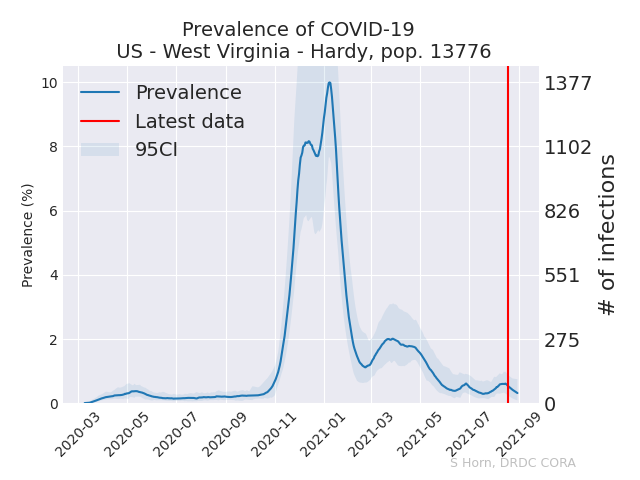 Prevalence of COVID-19
US - West Virginia - Hardy, pop. 13776
Prevalence
Latest data
95CI
Prevalence (%)
10
8
6
4
2
0
1377
1102
826
551
275
0
# of infections
2020-03
2020-05
2020-07
2020-09
2020-11
2021-01
2021-03
2021-05
2021-07
2021-09
S Horn, DRDC CORA